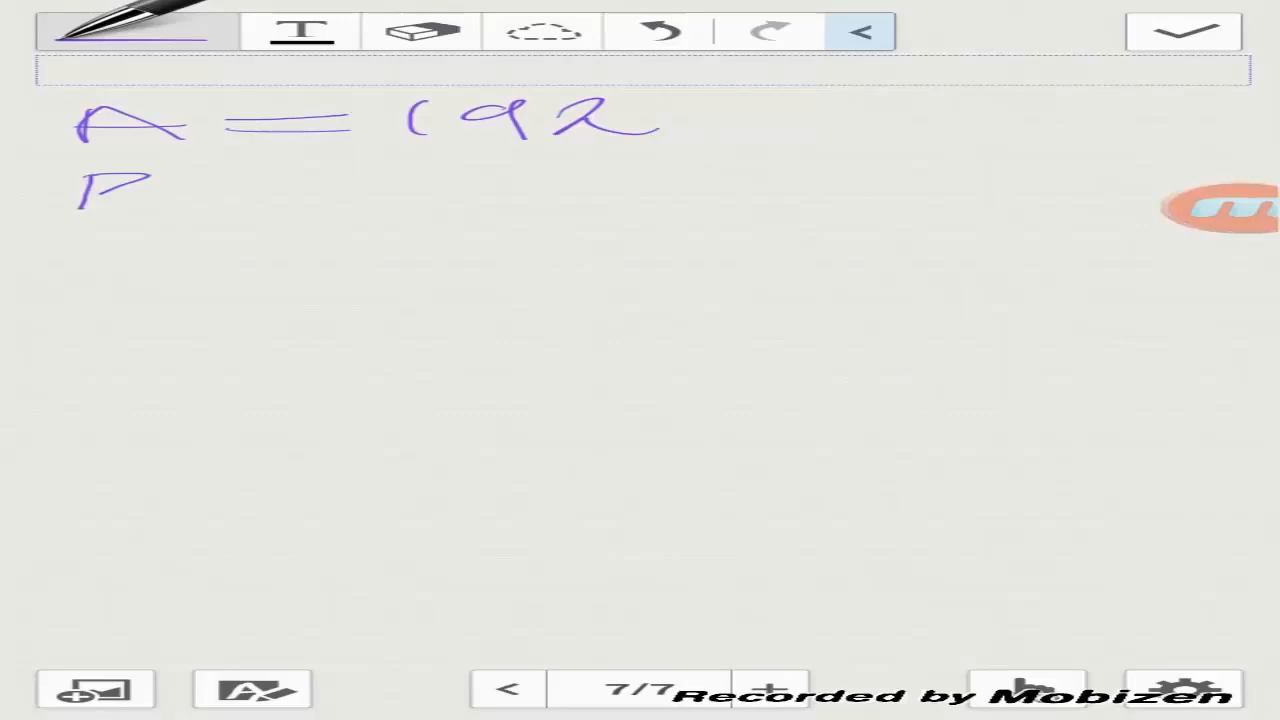 T <
A = 192
P
< 7/7 +
Recorded by Mobizen